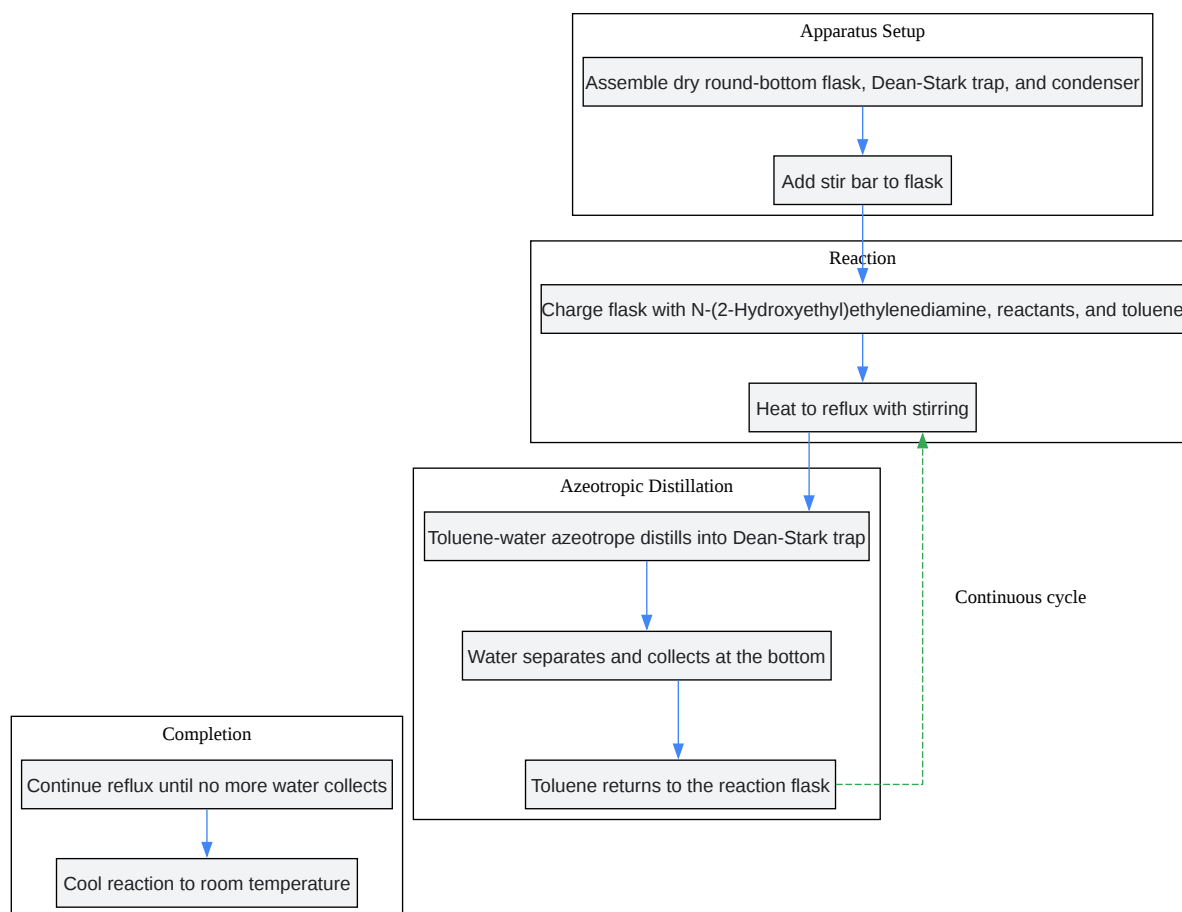 Apparatus Setup
Assemble dry round-bottom flask, Dean-Stark trap, and condenser
Add stir bar to flask
Reaction
Charge flask with N-(2-Hydroxyethyl)ethylenediamine, reactants, and toluene
Heat to reflux with stirring
Azeotropic Distillation
Toluene-water azeotrope distills into Dean-Stark trap
Continuous cycle
Water separates and collects at the bottom
Toluene returns to the reaction flask
Completion
Continue reflux until no more water collects
Cool reaction to room temperature